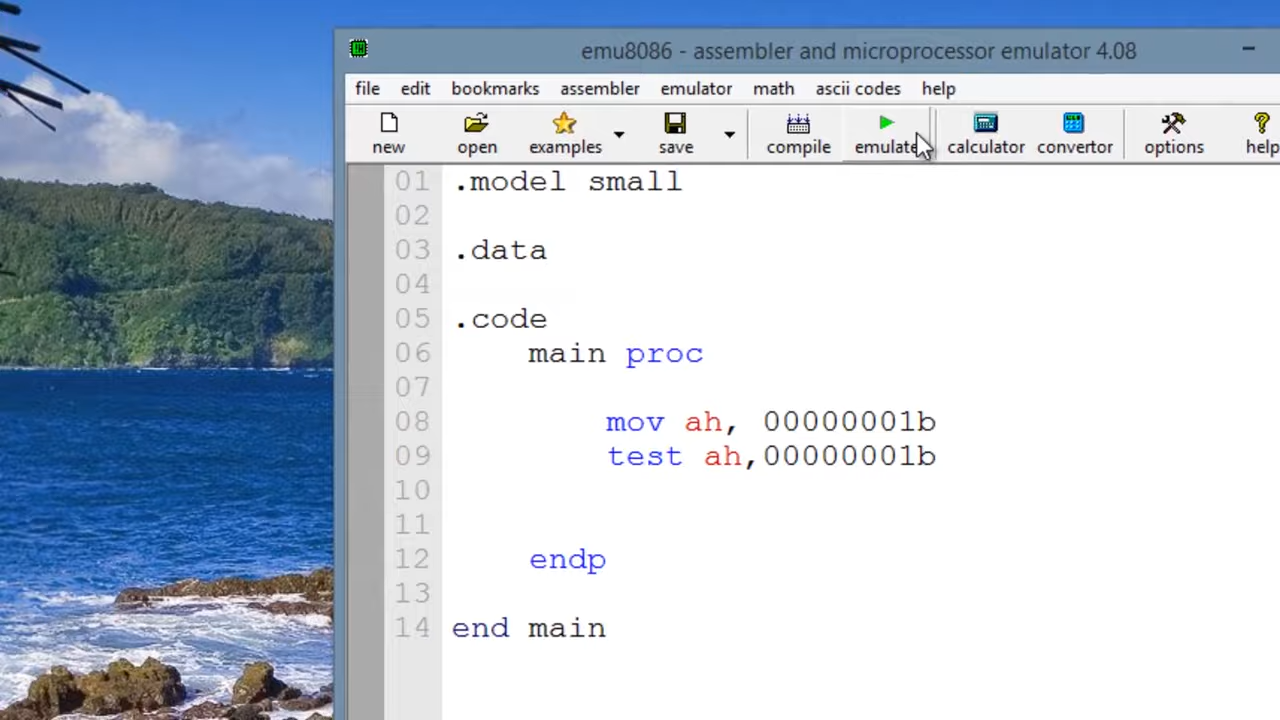 emu8086 - assembler and microprocessor emulator 4.08
file edit bookmarks assembler emulator math ascii codes help
new open examples save compile emulate calculator convertor options help
01 .model small
02
03 .data
04
05 .code
06 main proc
07
08 mov ah, 00000001b
09 test ah,00000001b
10
11
12 endp
13
14 end main